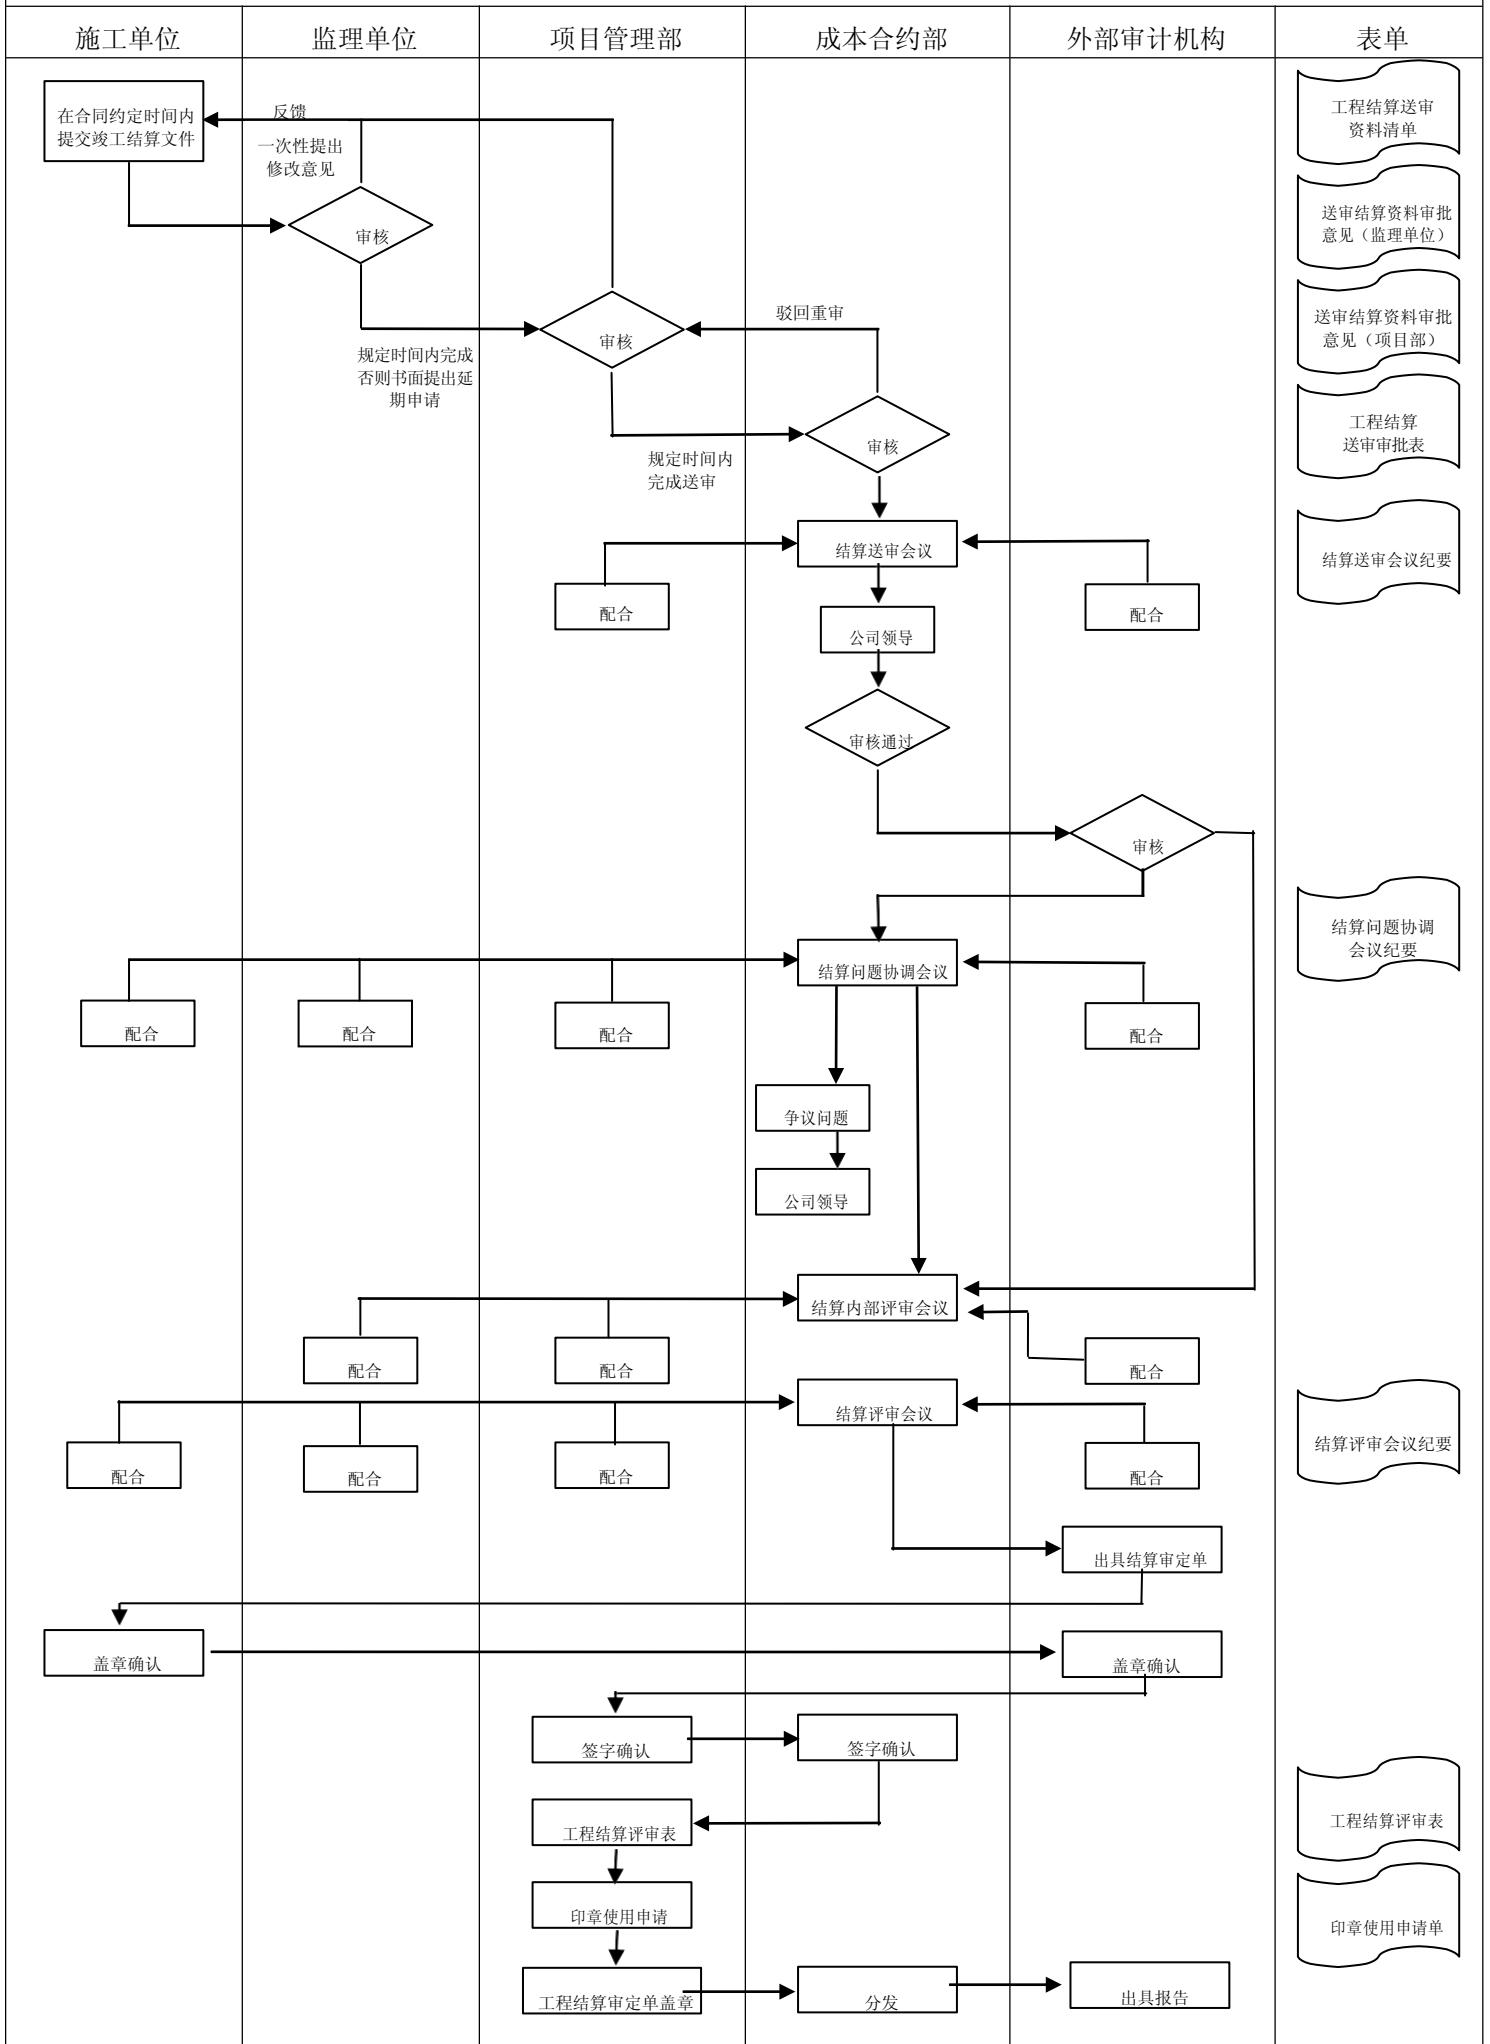 施工单位
监理单位
项目管理部
成本合约部
外部审计机构
表单
在合同约定时间内
提交竣工结算文件
反馈
一次性提出
修改意见
工程结算送审
资料清单
审核
送审结算资料审批
意见（监理单位）
审核
驳回重审
送审结算资料审批
意见（项目部）
规定时间内完成
否则书面提出延
期申请
审核
工程结算
送审审批表
规定时间内
完成送审
结算送审会议
结算送审会议纪要
配合
配合
公司领导
审核通过
审核
结算问题协调
会议纪要
结算问题协调会议
配合
配合
配合
配合
争议问题
公司领导
结算内部评审会议
配合
配合
配合
结算评审会议
结算评审会议纪要
配合
配合
配合
配合
出具结算审定单
盖章确认
盖章确认
签字确认
签字确认
工程结算评审表
工程结算评审表
印章使用申请
印章使用申请单
工程结算审定单盖章
分发
出具报告